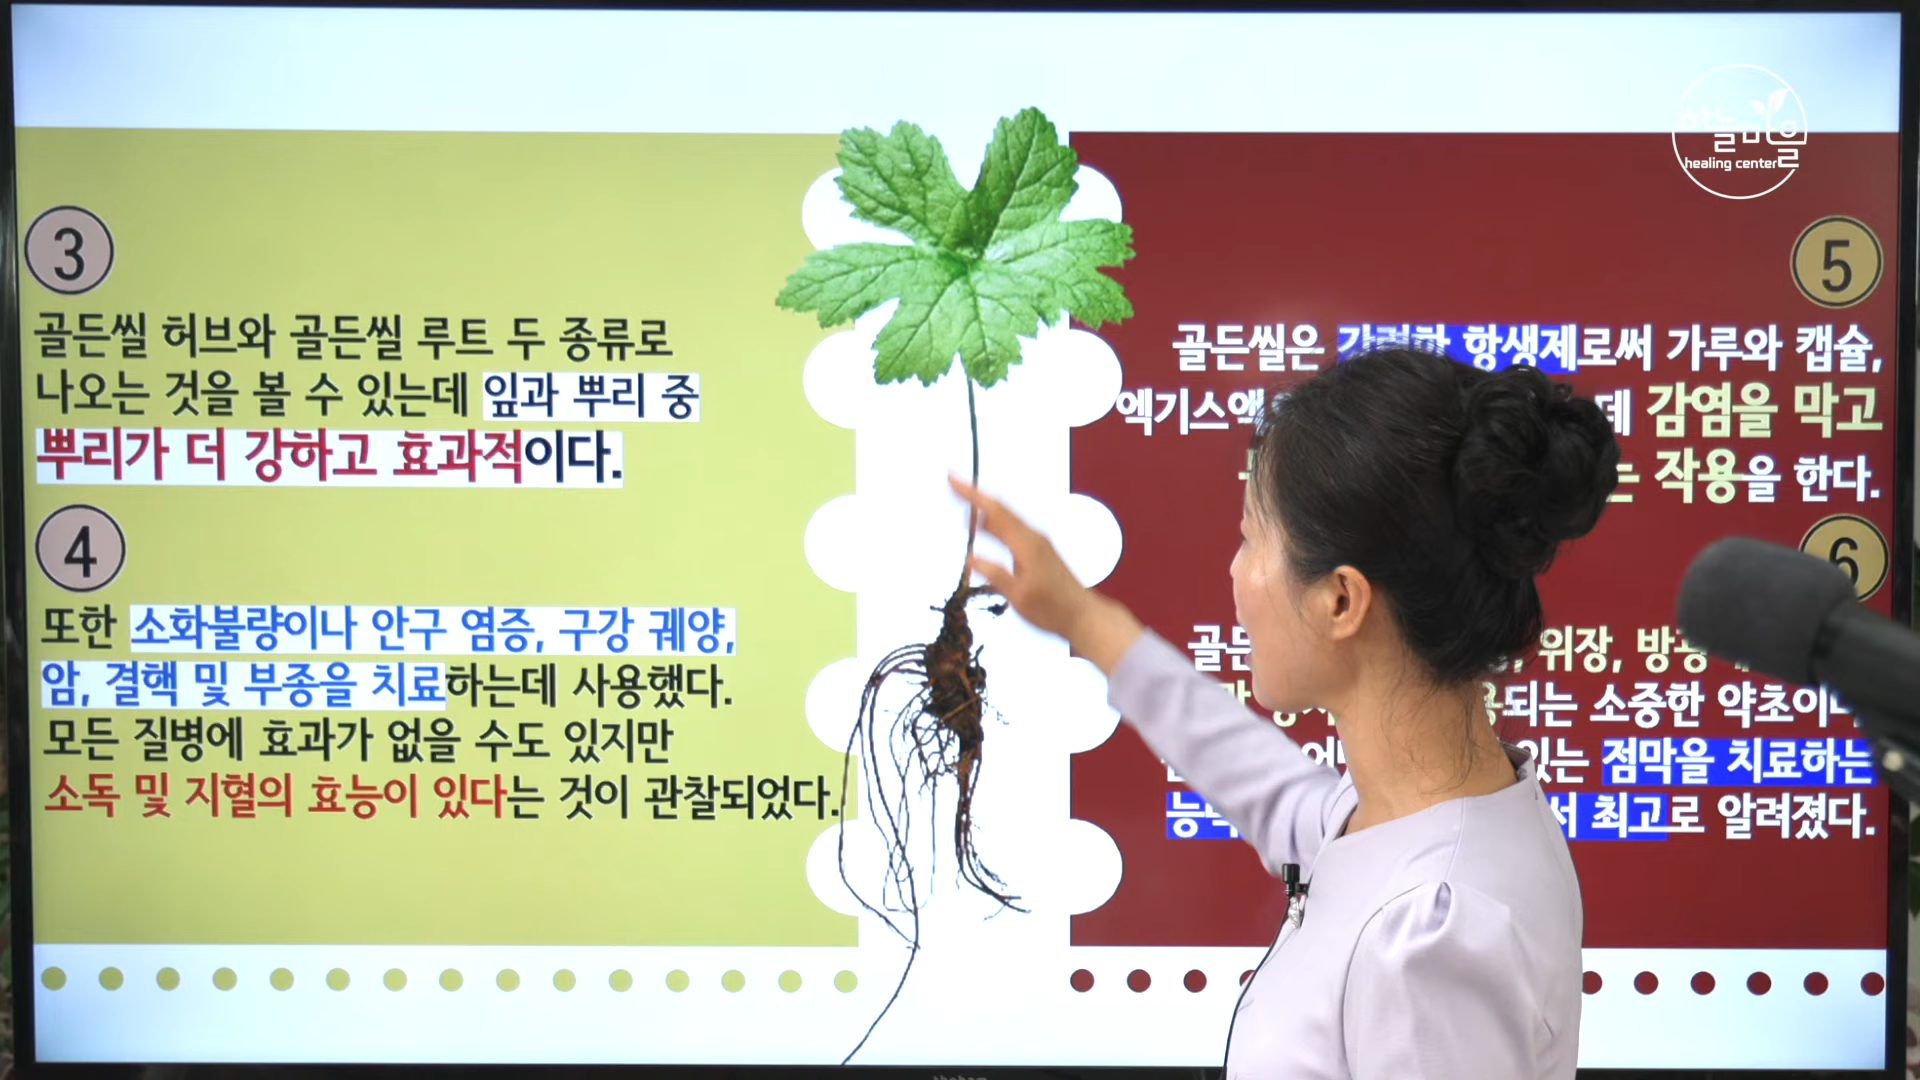 하늘마을
healing center
3
골든씰 허브와 골든씰 루트 두 종류로
나오는 것을 볼 수 있는데 잎과 뿌리 중
뿌리가 더 강하고 효과적이다.
4
또한 소화불량이나 안구 염증, 구강 궤양,
암, 결핵 및 부종을 치료하는데 사용했다.
모든 질병에 효과가 없을 수도 있지만
소독 및 지혈의 효능이 있다는 것이 관찰되었다.
5
골든씰은 강력한 항생제로써 가루와 캡슐,
엑기스액 데 감염을 막고
는 작용을 한다.
6
위장, 방광
되는 소중한 약초이다
있는 점막을 치료하는
서 최고로 알려졌다.